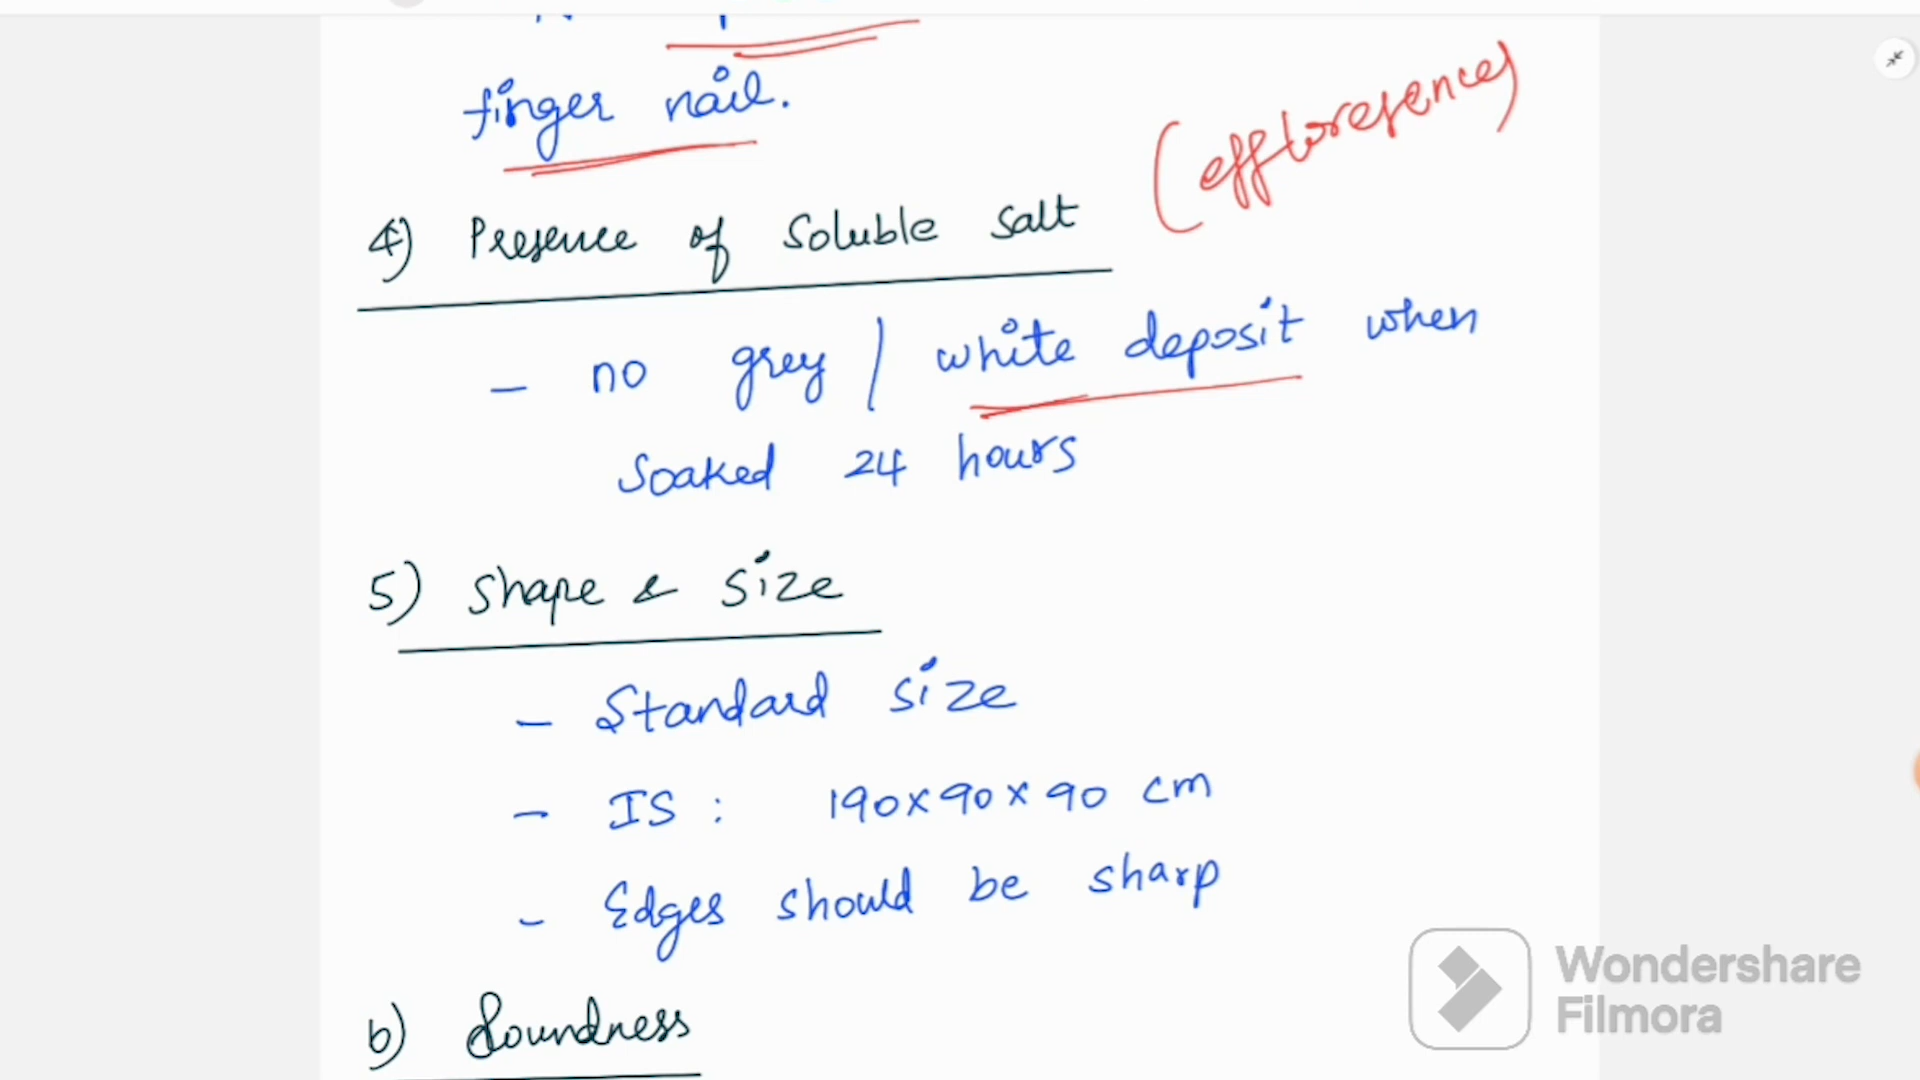 finger nail.
(effloresence)
4) Presence of Soluble Salt
- no grey / white deposit when
soaked 24 hours
5) Shape & Size
- Standard size
- IS : 190x90x90 cm
- Edges should be sharp
6) Soundness
Wondershare
Filmora